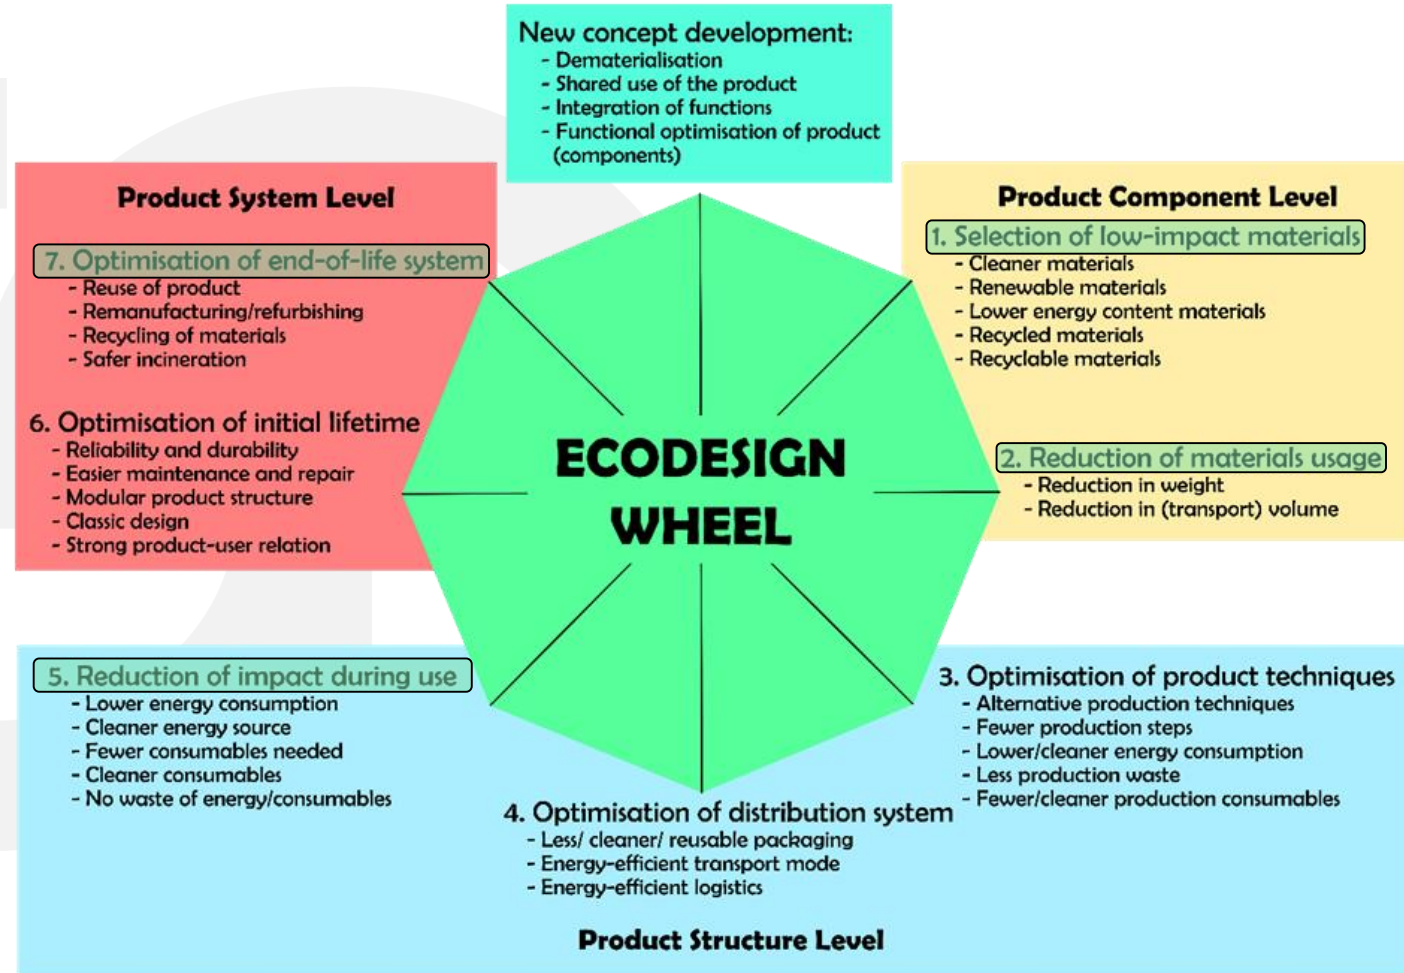 New concept development:
- Dematerialisation
- Shared use of the product
- Integration of functions
- Functional optimisation of product
(components)
Product System Level
7. Optimisation of end-of-life system
- Reuse of product
- Remanufacturing/refurbishing
- Recycling of materials
- Safer incineration
6. Optimisation of initial lifetime
- Reliability and durability
- Easier maintenance and repair
- Modular product structure
- Classic design
- Strong product-user relation
Product Component Level
1. Selection of low-impact materials
- Cleaner materials
- Renewable materials
- Lower energy content materials
- Recycled materials
- Recyclable materials
2. Reduction of materials usage
- Reduction in weight
- Reduction in (transport) volume
ECODESIGN
WHEEL
5. Reduction of impact during use
- Lower energy consumption
- Cleaner energy source
- Fewer consumables needed
- Cleaner consumables
- No waste of energy/consumables
4. Optimisation of distribution system
- Less/ cleaner/ reusable packaging
- Energy-efficient transport mode
- Energy-efficient logistics
3. Optimisation of product techniques
- Alternative production techniques
- Fewer production steps
- Lower/cleaner energy consumption
- Less production waste
- Fewer/cleaner production consumables
Product Structure Level